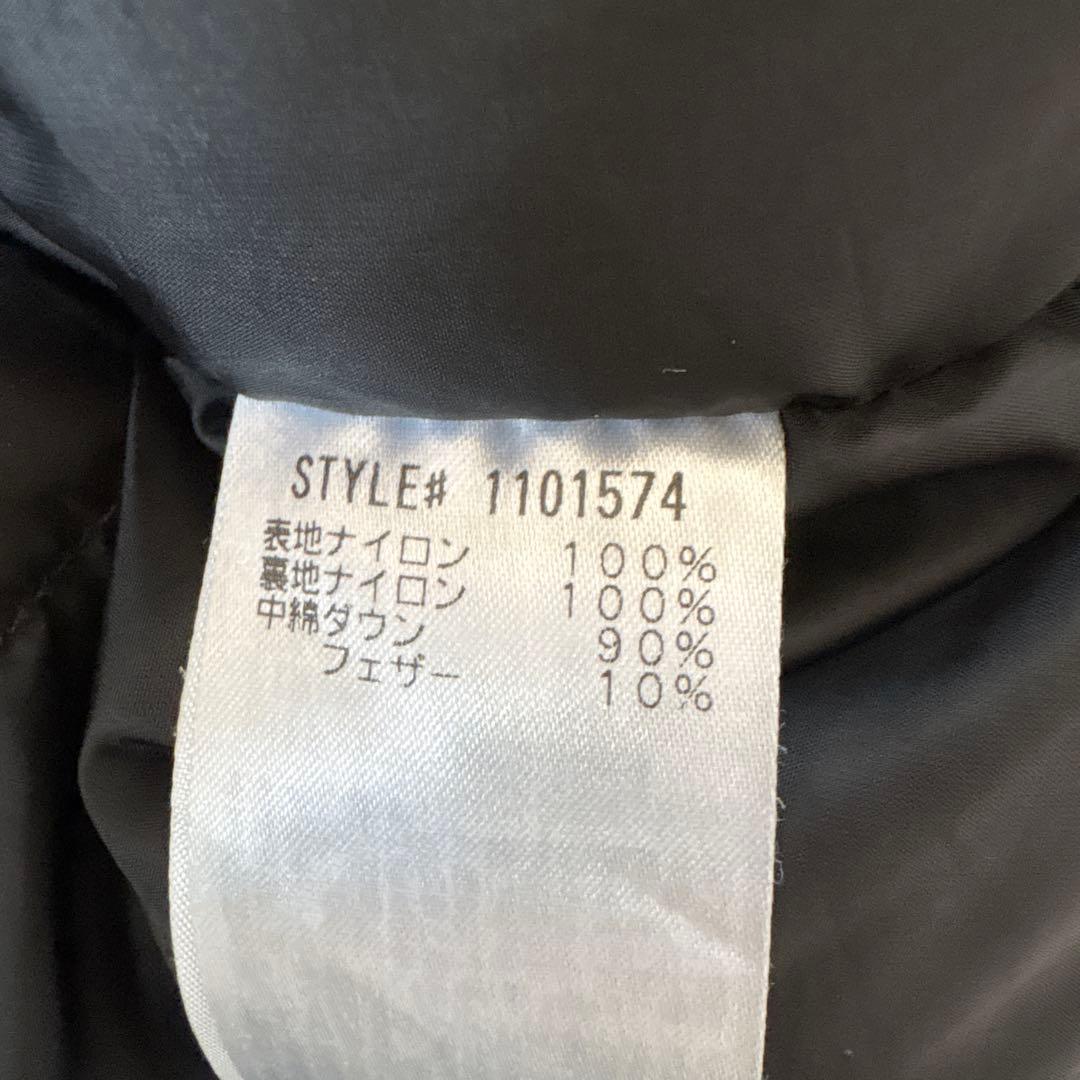 STYLE# 1101574
表地ナイロン 100%
裏地ナイロン 100%
中綿ダウン 90%
フェザー 10%